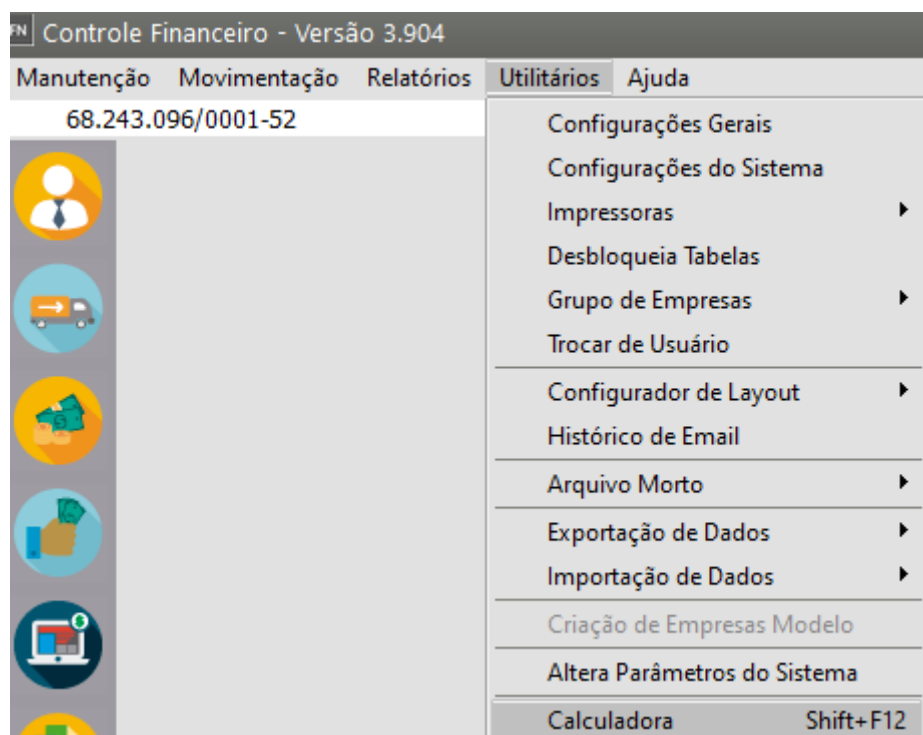 FN Controle Financeiro - Versão 3.904
Manutenção Movimentação Relatórios Utilitários Ajuda
68.243.096/0001-52
Configurações Gerais
Configurações do Sistema
Impressoras
Desbloqueia Tabelas
Grupo de Empresas
Trocar de Usuário
Configurador de Layout
Histórico de Email
Arquivo Morto
Exportação de Dados
Importação de Dados
Criação de Empresas Modelo
Altera Parâmetros do Sistema
Calculadora Shift+F12